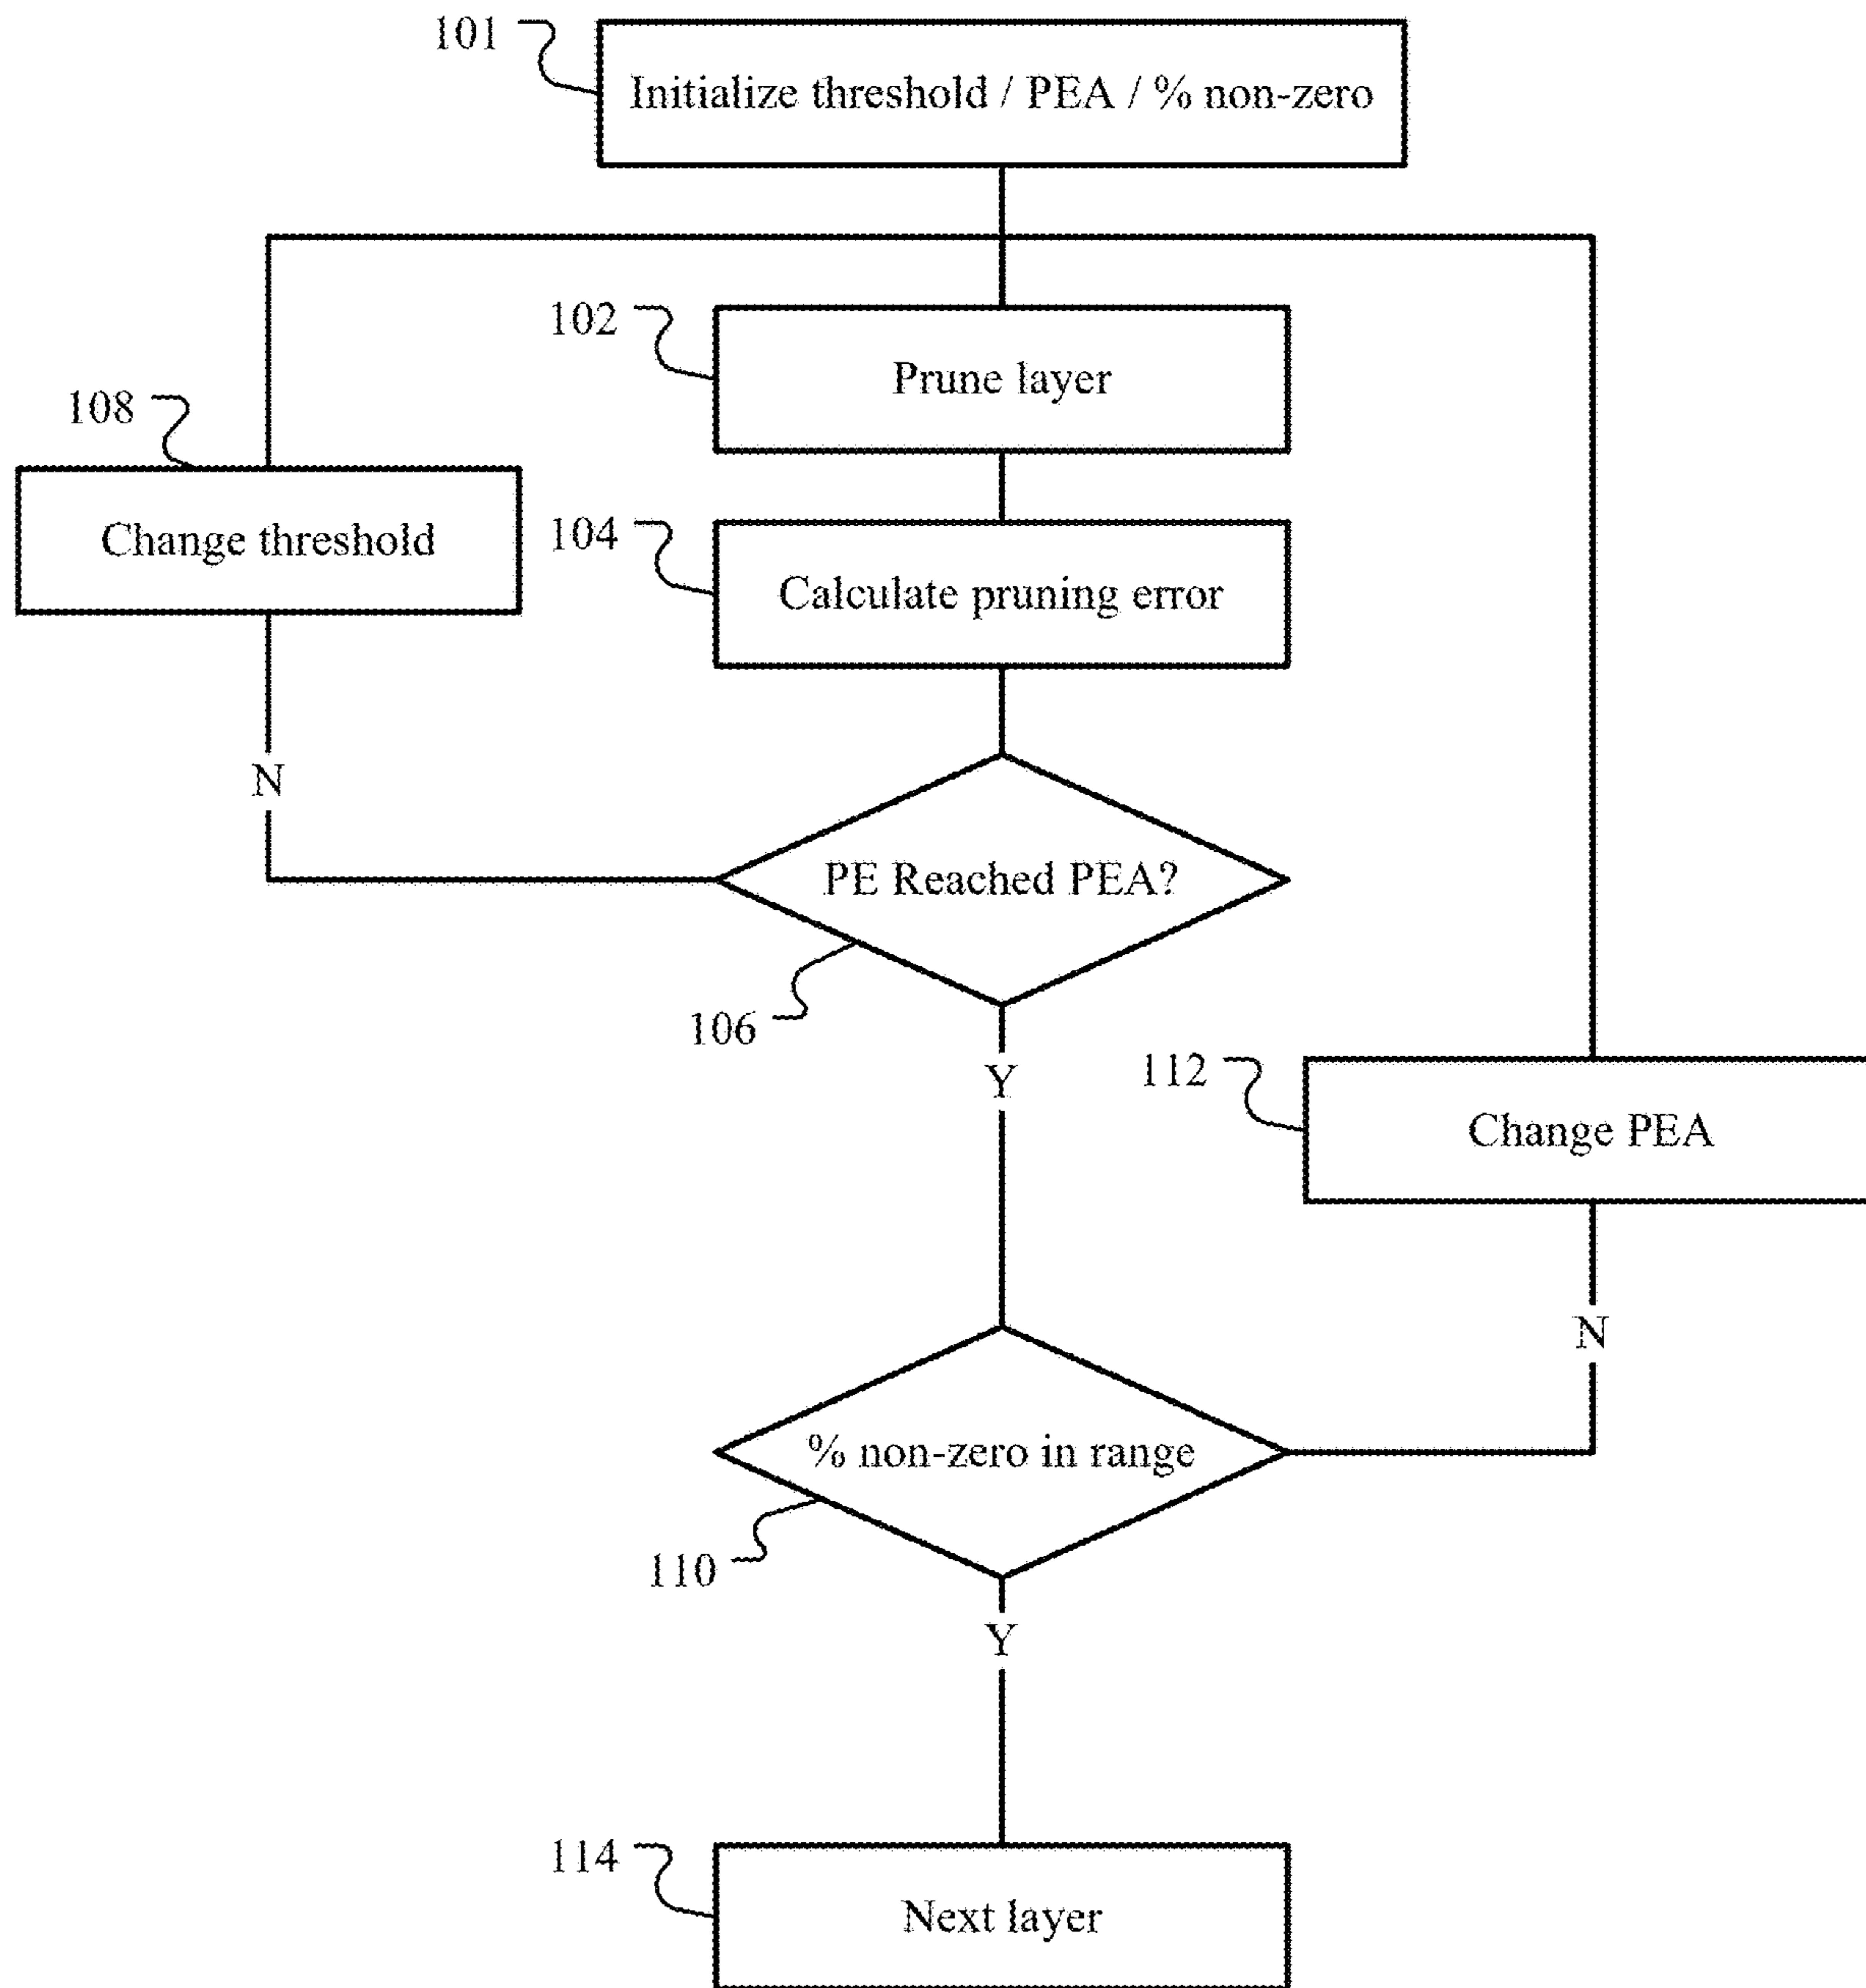 101
Initialize threshold / PEA / % non-zero
102
Prune layer
108
Change threshold
104
Calculate pruning error
N
PE Reached PEA?
106
Y
112
Change PEA
N
% non-zero in range
110
Y
114
Next layer